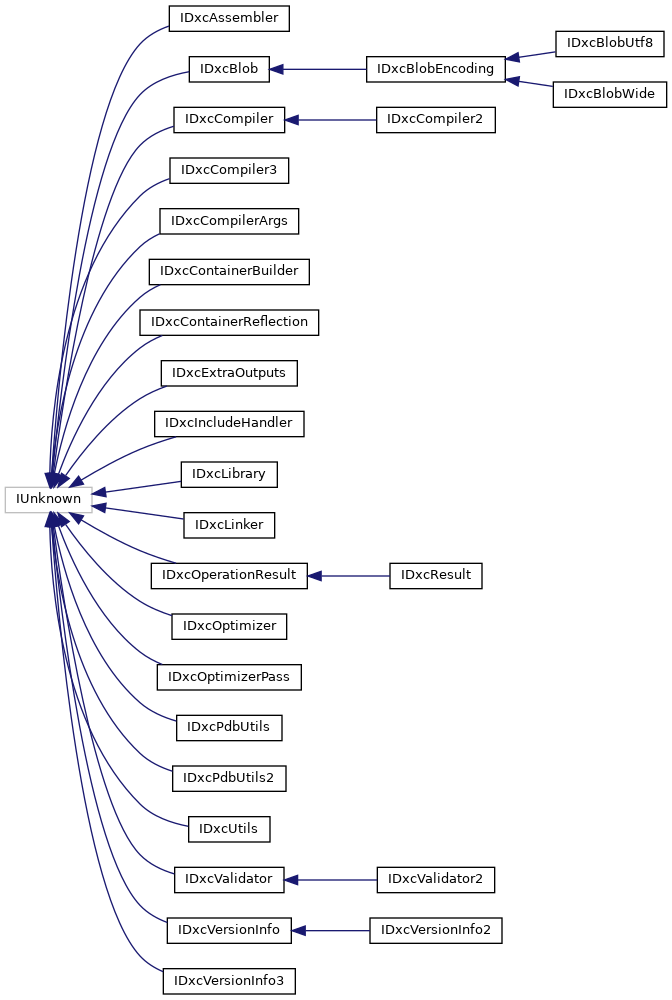 IDxcAssembler
IDxcBlobUtf8
IDxcBlob
IDxcBlobEncoding
IDxcBlobWide
IDxcCompiler
IDxcCompiler2
IDxcCompiler3
IDxcCompilerArgs
IDxcContainerBuilder
IDxcContainerReflection
IDxcExtraOutputs
IDxcIncludeHandler
IDxcLibrary
IUnknown
IDxcLinker
IDxcOperationResult
IDxcResult
IDxcOptimizer
IDxcOptimizerPass
IDxcPdbUtils
IDxcPdbUtils2
IDxcUtils
IDxcValidator
IDxcValidator2
IDxcVersionInfo
IDxcVersionInfo2
IDxcVersionInfo3